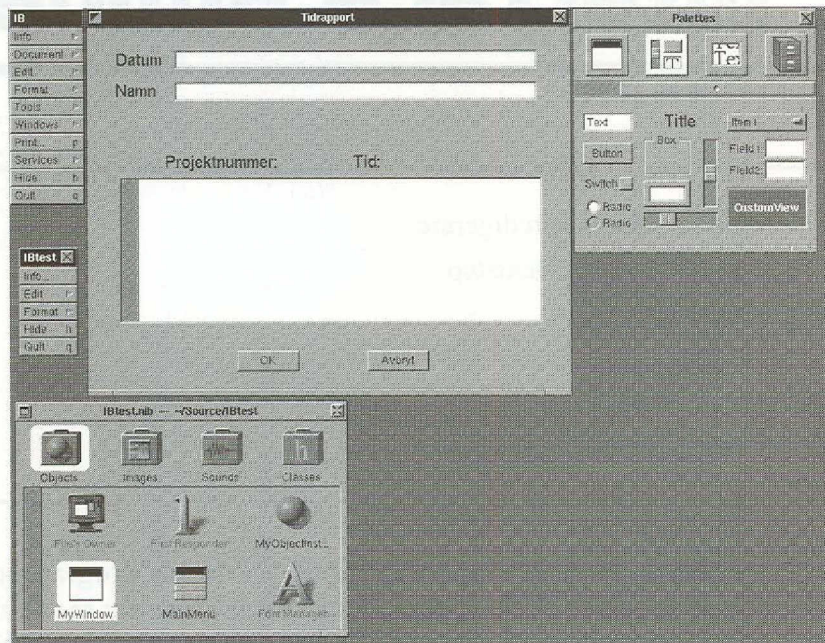 IB
Info
Document
Edit
Format
Tools
Windows
Print... p
Services
Hide h
Quit q
Tidrapport
Datum
Namn
Projektnummer: Tid:
OK
Avbryt
Palettes
Text
Title
Item1
Button
Box
Field1:
Field2:
Switch
Radio
Radio
CustomView
IBtest
Info...
Edit
Format
Hide h
Quit q
IBtest.nib --- ~/Source/IBtest
Objects Images Sounds Classes
File's Owner First Responder MyObjectInst...
MyWindow MainMenu Font Manager